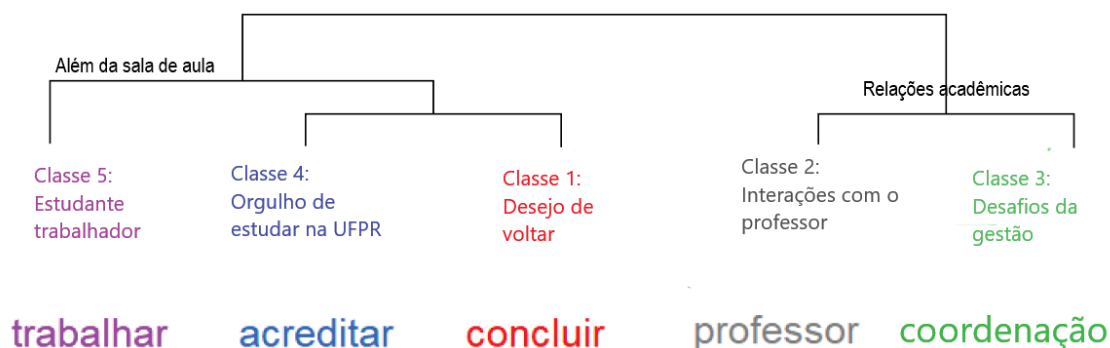 Além da sala de aula
Relações acadêmicas
Classe 5:
Estudante
trabalhador
Classe 4:
Orgulho de
estudar na UFPR
Classe 1:
Desejo de
voltar
Classe 2:
Interações com o
professor
Classe 3:
Desafios da
gestão
trabalhar
acreditar
concluir
professor
coordenação